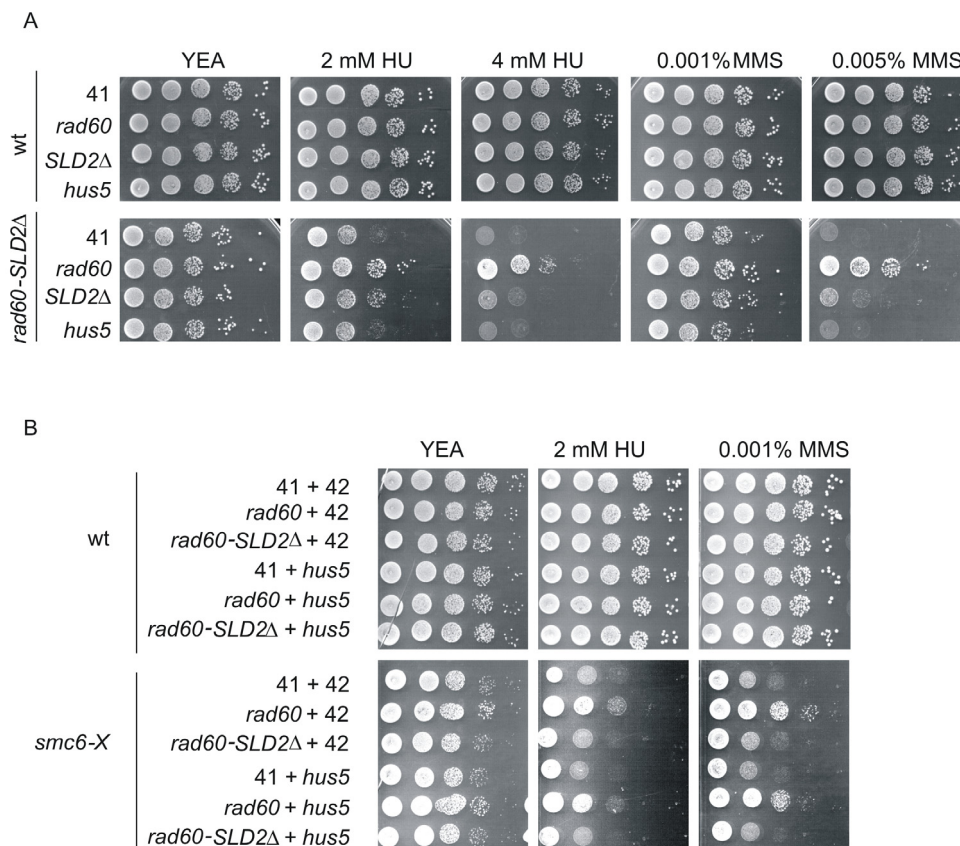 A
YEA 2 mM HU 4 mM HU 0.001%MMS 0.005% MMS
wt
41
rad60
SLD2Δ
hus5
rad60-SLD2Δ
41
rad60
SLD2Δ
hus5
B
YEA 2 mM HU 0.001% MMS
wt
41 + 42
rad60 + 42
rad60-SLD2Δ + 42
41 + hus5
rad60 + hus5
rad60-SLD2Δ + hus5
smc6-X
41 + 42
rad60 + 42
rad60-SLD2Δ + 42
41 + hus5
rad60 + hus5
rad60-SLD2Δ + hus5